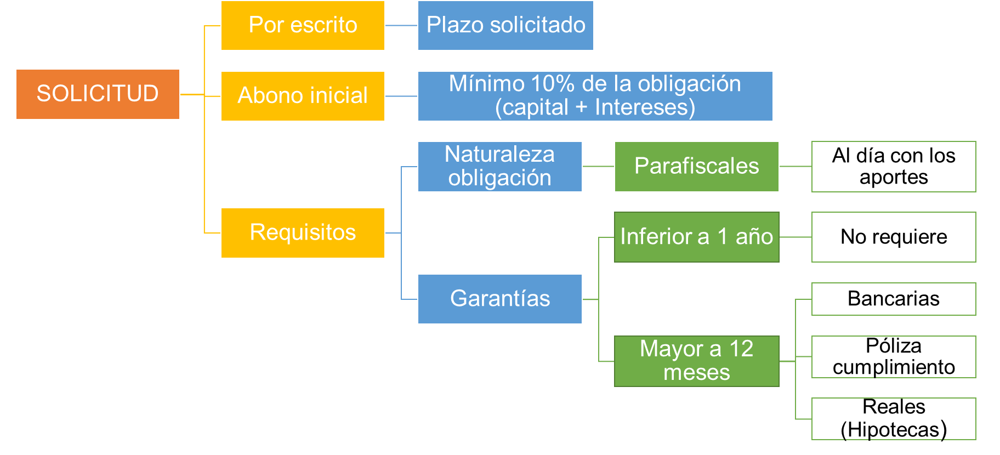 SOLICITUD
Por escrito
Plazo solicitado
Abono inicial
Mínimo 10% de la obligación
(capital + Intereses)
Requisitos
Naturaleza
obligación
Parafiscales
Al día con los
aportes
Garantías
Inferior a 1 año
No requiere
Mayor a 12
meses
Bancarias
Póliza
cumplimiento
Reales
(Hipotecas)